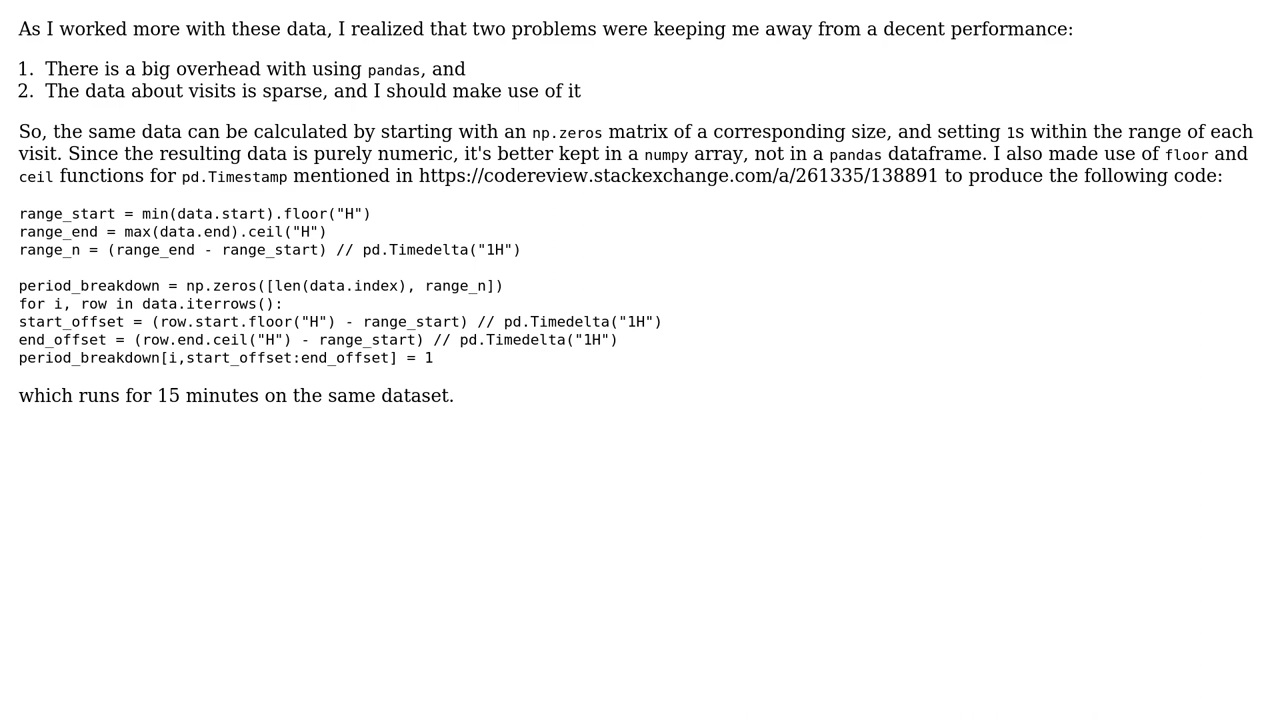 As I worked more with these data, I realized that two problems were keeping me away from a decent performance:
1. There is a big overhead with using pandas, and
2. The data about visits is sparse, and I should make use of it
So, the same data can be calculated by starting with an np.zeros matrix of a corresponding size, and setting 1s within the range of each
visit. Since the resulting data is purely numeric, it's better kept in a numpy array, not in a pandas dataframe. I also made use of floor and
ceil functions for pd.Timestamp mentioned in https://codereview.stackexchange.com/a/261335/138891 to produce the following code:
range_start = min(data.start).floor("H")
range_end = max(data.end).ceil("H")
range_n = (range_end - range_start) // pd.Timedelta("1H")
period_breakdown = np.zeros([len(data.index), range_n])
for i, row in data.iterrows():
start_offset = (row.start.floor("H") - range_start) // pd.Timedelta("1H")
end_offset = (row.end.ceil("H") - range_start) // pd.Timedelta("1H")
period_breakdown[i,start_offset:end_offset] = 1
which runs for 15 minutes on the same dataset.